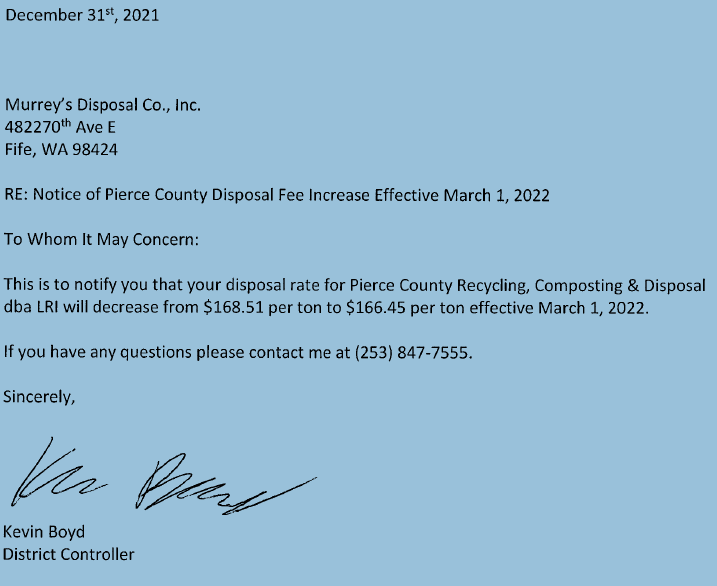 December 31st, 2021
Murrey's Disposal Co., Inc.
482270th Ave E
Fife, WA 98424
RE: Notice of Pierce County Disposal Fee Increase Effective March 1, 2022
To Whom It May Concern:
This is to notify you that your disposal rate for Pierce County Recycling, Composting & Disposal
dba LRI will decrease from $168.51 per ton to $166.45 per ton effective March 1, 2022.
If you have any questions please contact me at (253) 847-7555.
Sincerely,
Kevin Boyd
District Controller